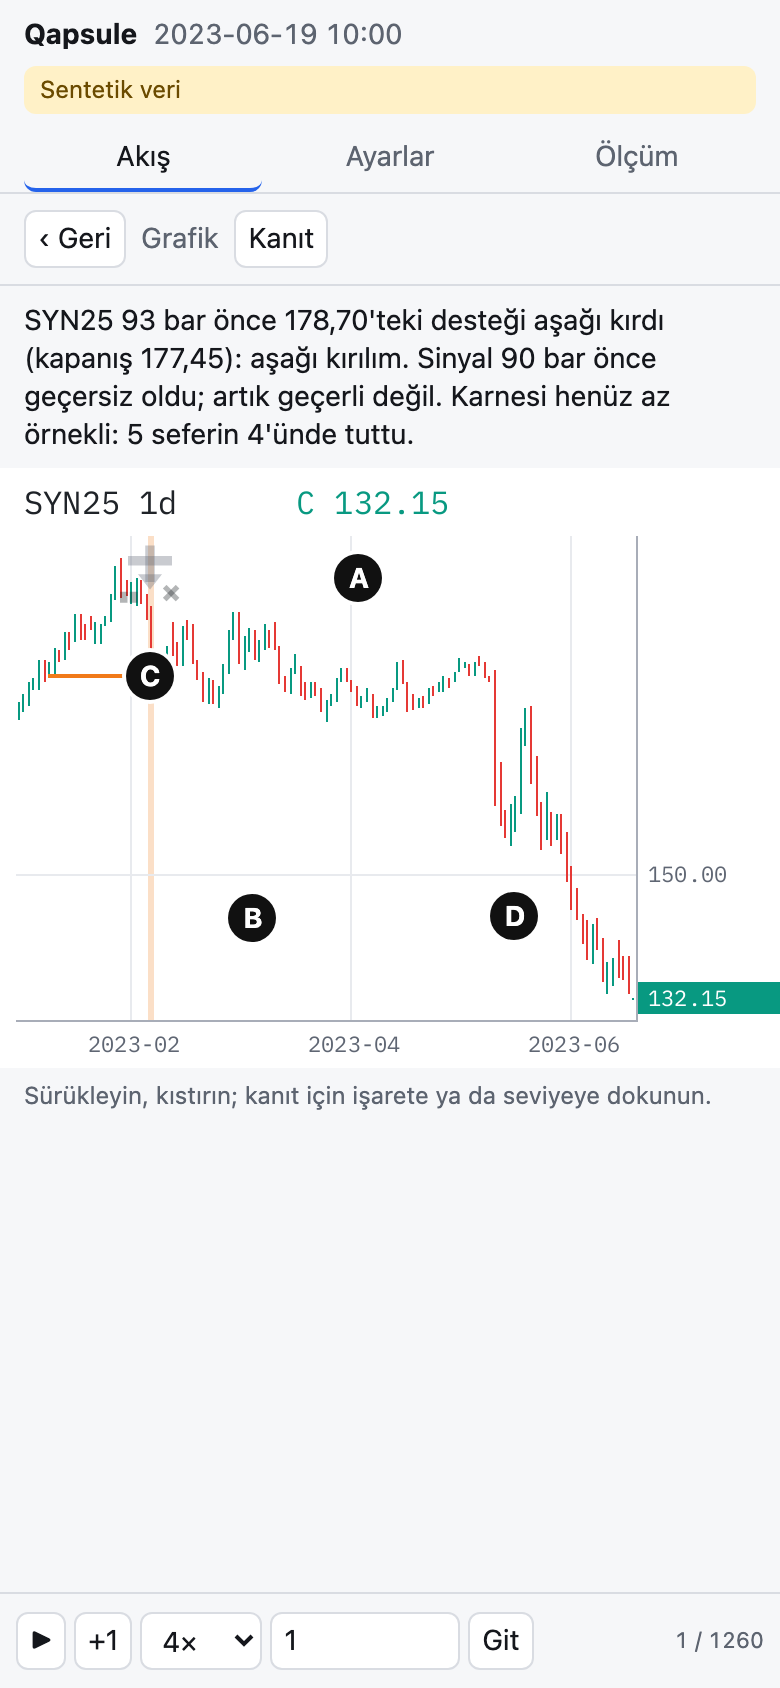 Qapsule 2023-06-19 10:00
Sentetik veri
Akış Ayarlar Ölçüm
‹ Geri Grafik Kanıt
SYN25 93 bar önce 178,70'teki desteği aşağı kırdı
(kapanış 177,45): aşağı kırılım. Sinyal 90 bar önce
geçersiz oldu; artık geçerli değil. Karnesi henüz az
örnekli: 5 seferin 4'ünde tuttu.
SYN25 1d C 132.15
A
C
150.00
B
D
132.15
2023-02 2023-04 2023-06
Sürükleyin, kıstırın; kanıt için işarete ya da seviyeye dokunun.
+1 4× 1 Git 1 / 1260